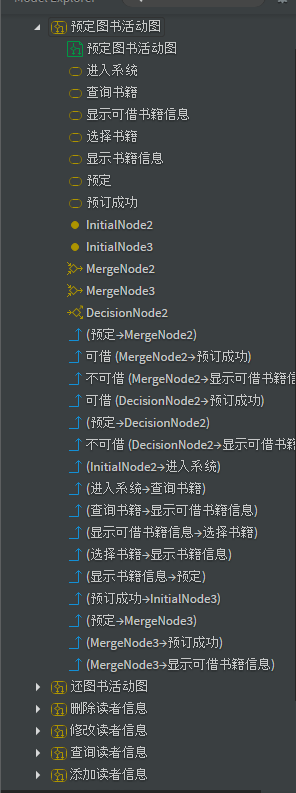 Model Explorer
预定图书活动图
预定图书活动图
进入系统
查询书籍
显示可借书籍信息
选择书籍
显示书籍信息
预定
预订成功
InitialNode2
InitialNode3
MergeNode2
MergeNode3
DecisionNode2
(预定→MergeNode2)
可借 (MergeNode2→预订成功)
不可借 (MergeNode2→显示可借书籍信
可借 (DecisionNode2→预订成功)
(预定→DecisionNode2)
不可借 (DecisionNode2→显示可借书籍
(InitialNode2→进入系统)
(进入系统→查询书籍)
(查询书籍→显示可借书籍信息)
(显示可借书籍信息→选择书籍)
(选择书籍→显示书籍信息)
(显示书籍信息→预定)
(预订成功→InitialNode3)
(预定→MergeNode3)
(MergeNode3→预订成功)
(MergeNode3→显示可借书籍信息)
还图书活动图
删除读者信息
修改读者信息
查询读者信息
添加读者信息